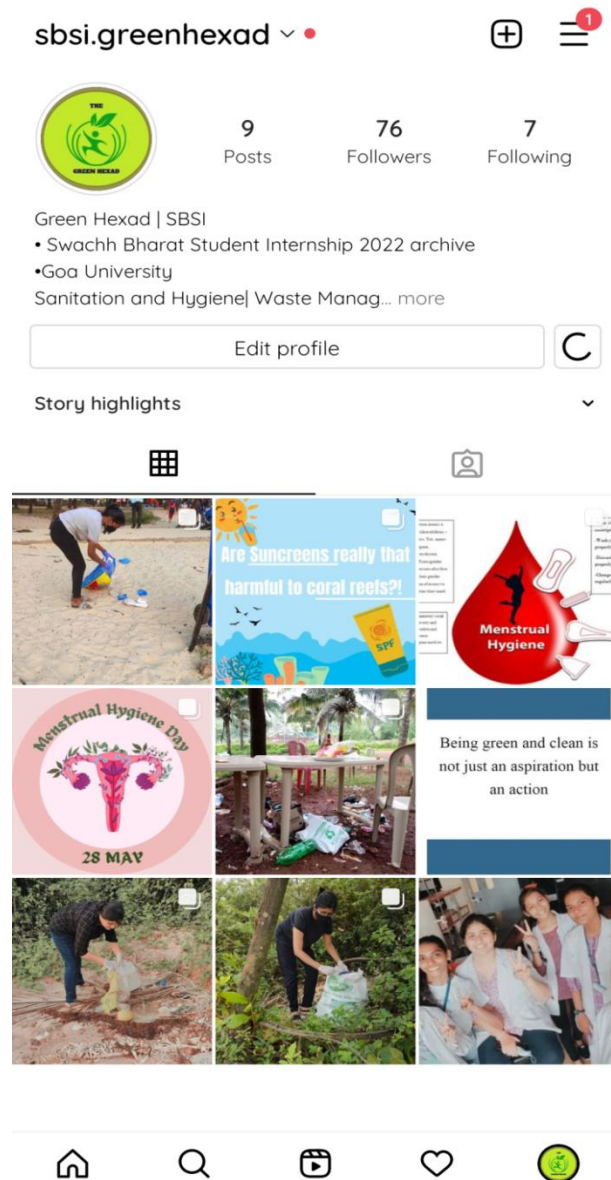 sbsi.greenhexad
1
THE
GREEN HEXAD
9
76
7
Posts
Followers
Following
Green Hexad | SBSI
• Swachh Bharat Student Internship 2022 archive
•Goa University
Sanitation and Hygiene| Waste Manag... more
Edit profile
Story highlights
Are Suncreens really that
harmful to coral reefs?!
SPF
Menstrual
Hygiene
Menstrual Hygiene Day
28 MAY
Being green and clean is
not just an aspiration but
an action